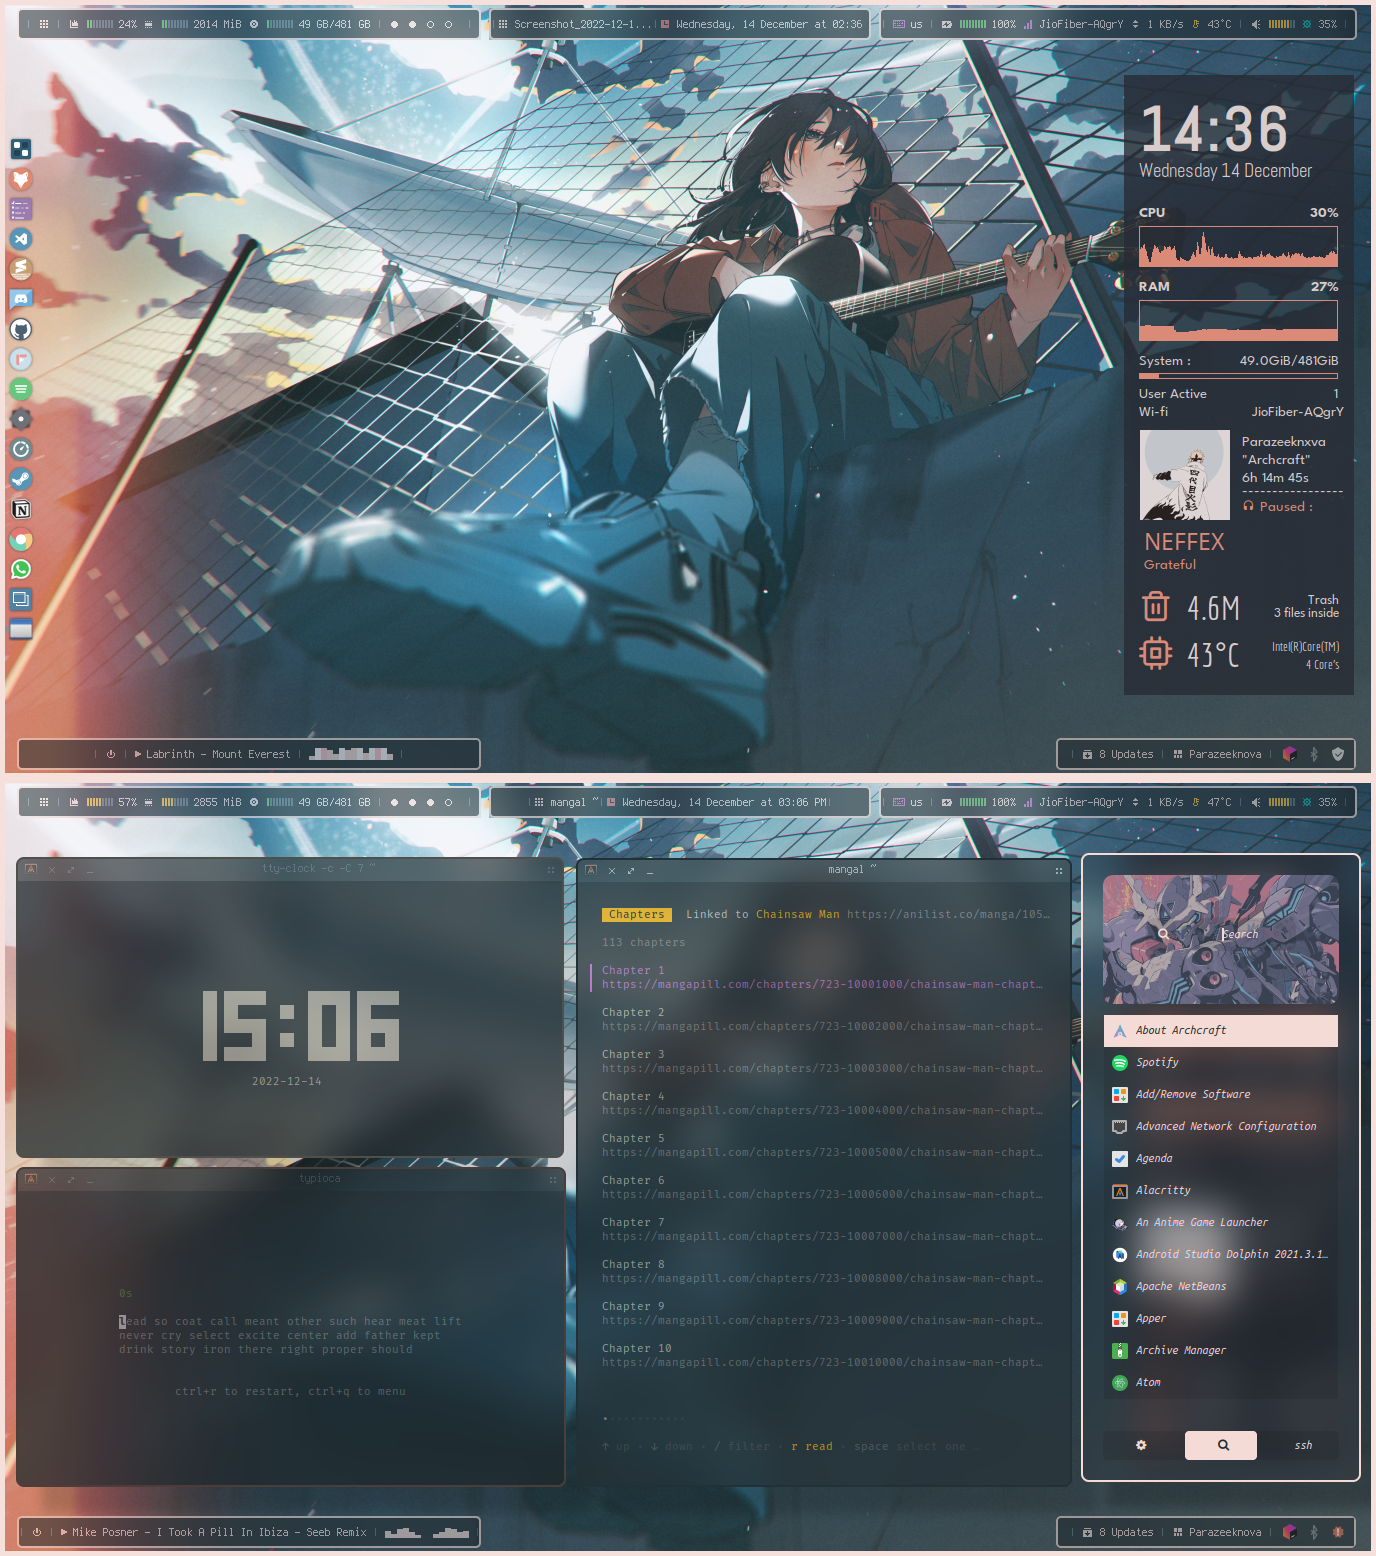 24% 2014 MiB 49 GB/481 GB
Screenshot_2022-12-1... Wednesday, 14 December at 02:36
us 100% JioFiber-AQgrY 1 KB/s 43°C 35%
14:36
Wednesday 14 December
CPU 30%
RAM 27%
System : 49.0GiB/481GiB
User Active 1
Wi-fi JioFiber-AQgrY
Parazeeknxva
"Archcraft"
6h 14m 45s
Paused :
四代目火影
NEFFEX
Grateful
4.6M Trash
3 files inside
43°C Intel(R)Core(TM)
4 Core's
Labrinth - Mount Everest
8 Updates Parazeeknova
57% 2855 MiB 49 GB/481 GB
mangal ~ Wednesday, 14 December at 03:06 PM
us 100% JioFiber-AQgrY 1 KB/s 47°C 35%
tty-clock -c -C 7 ~
15:06
2022-12-14
typioca
0s
lead so coat call meant other such hear meat lift
never cry select excite center add father kept
drink story iron there right proper should
ctrl+r to restart, ctrl+q to menu
mangal ~
Chapters Linked to Chainsaw Man https://anilist.co/manga/105…
113 chapters
Chapter 1
https://mangapill.com/chapters/723-10001000/chainsaw-man-chapt…
Chapter 2
https://mangapill.com/chapters/723-10002000/chainsaw-man-chapt…
Chapter 3
https://mangapill.com/chapters/723-10003000/chainsaw-man-chapt…
Chapter 4
https://mangapill.com/chapters/723-10004000/chainsaw-man-chapt…
Chapter 5
https://mangapill.com/chapters/723-10005000/chainsaw-man-chapt…
Chapter 6
https://mangapill.com/chapters/723-10006000/chainsaw-man-chapt…
Chapter 7
https://mangapill.com/chapters/723-10007000/chainsaw-man-chapt…
Chapter 8
https://mangapill.com/chapters/723-10008000/chainsaw-man-chapt…
Chapter 9
https://mangapill.com/chapters/723-10009000/chainsaw-man-chapt…
Chapter 10
https://mangapill.com/chapters/723-10010000/chainsaw-man-chapt…
↑ up • ↓ down • / filter • r read • space select one …
Search
About Archcraft
Spotify
Add/Remove Software
Advanced Network Configuration
Agenda
Alacritty
An Anime Game Launcher
Android Studio Dolphin 2021.3.1…
Apache NetBeans
Apper
Archive Manager
Atom
ssh
Mike Posner - I Took A Pill In Ibiza - Seeb Remix
8 Updates Parazeeknova